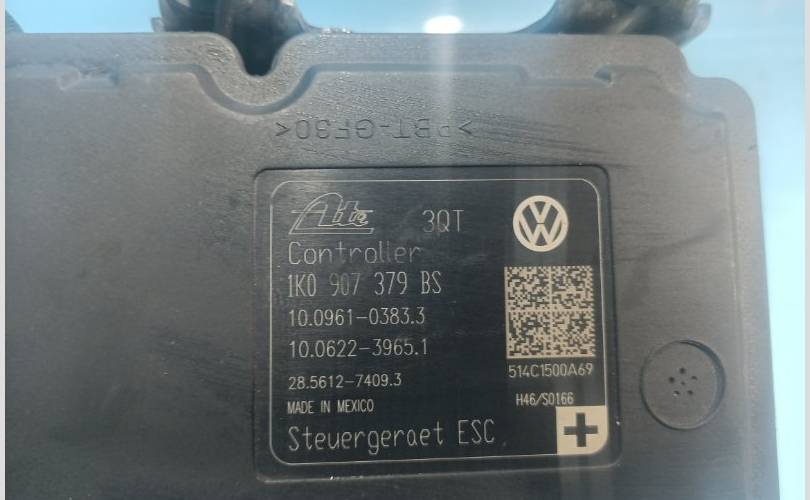 >PBT-GF30<
Ate 3QT
Controller
1K0 907 379 BS
10.0961-0383.3
10.0622-3965.1
28.5612-7409.3
MADE IN MEXICO
Steuergeraet ESC
514C1500A69
H46/S0166